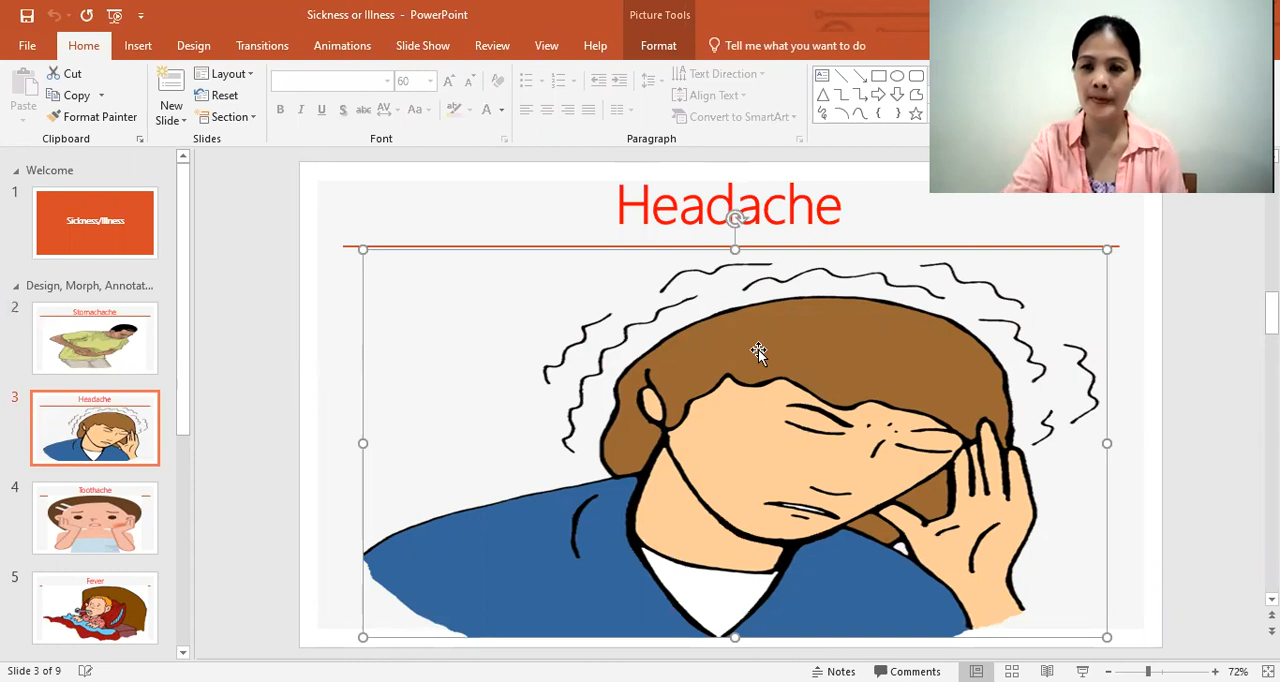 Sickness or Illness - PowerPoint
Picture Tools
File Home Insert Design Transitions Animations Slide Show Review View Help Format Tell me what you want to do
Paste
Cut
Copy
Format Painter
Clipboard
New Slide
Layout
Reset
Section
Slides
60
B I U S abc AV Aa A
Font
Text Direction
Align Text
Convert to SmartArt
Paragraph
Welcome
1
Sickness/Illness
Design, Morph, Annotat...
2
Stomachache
3
Headache
4
Toothache
5
Fever
Headache
Slide 3 of 9
Notes
Comments
72%